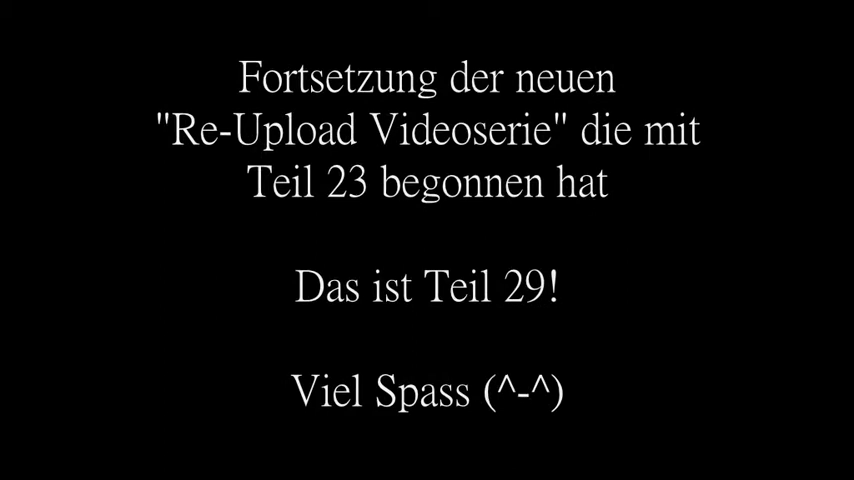 Fortsetzung der neuen
"Re-Upload Videoserie" die mit
Teil 23 begonnen hat
Das ist Teil 29!
Viel Spass (^-^)